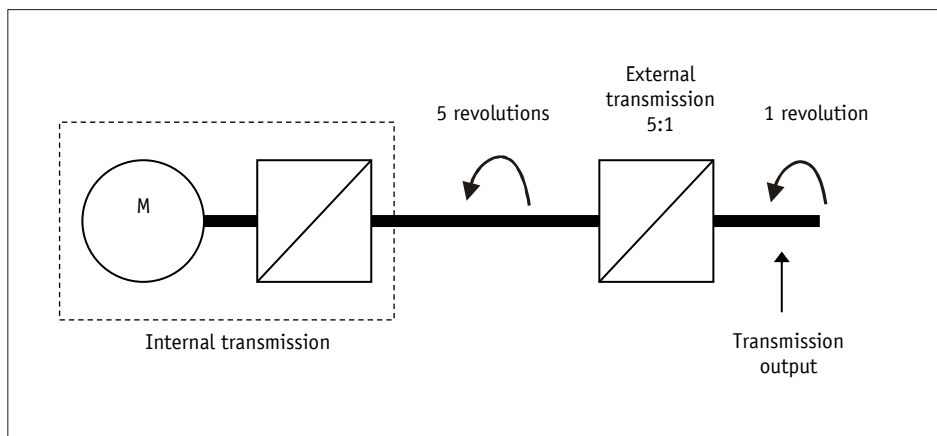 External
transmission
5:1
5 revolutions
1 revolution
M
Internal transmission
Transmission
output